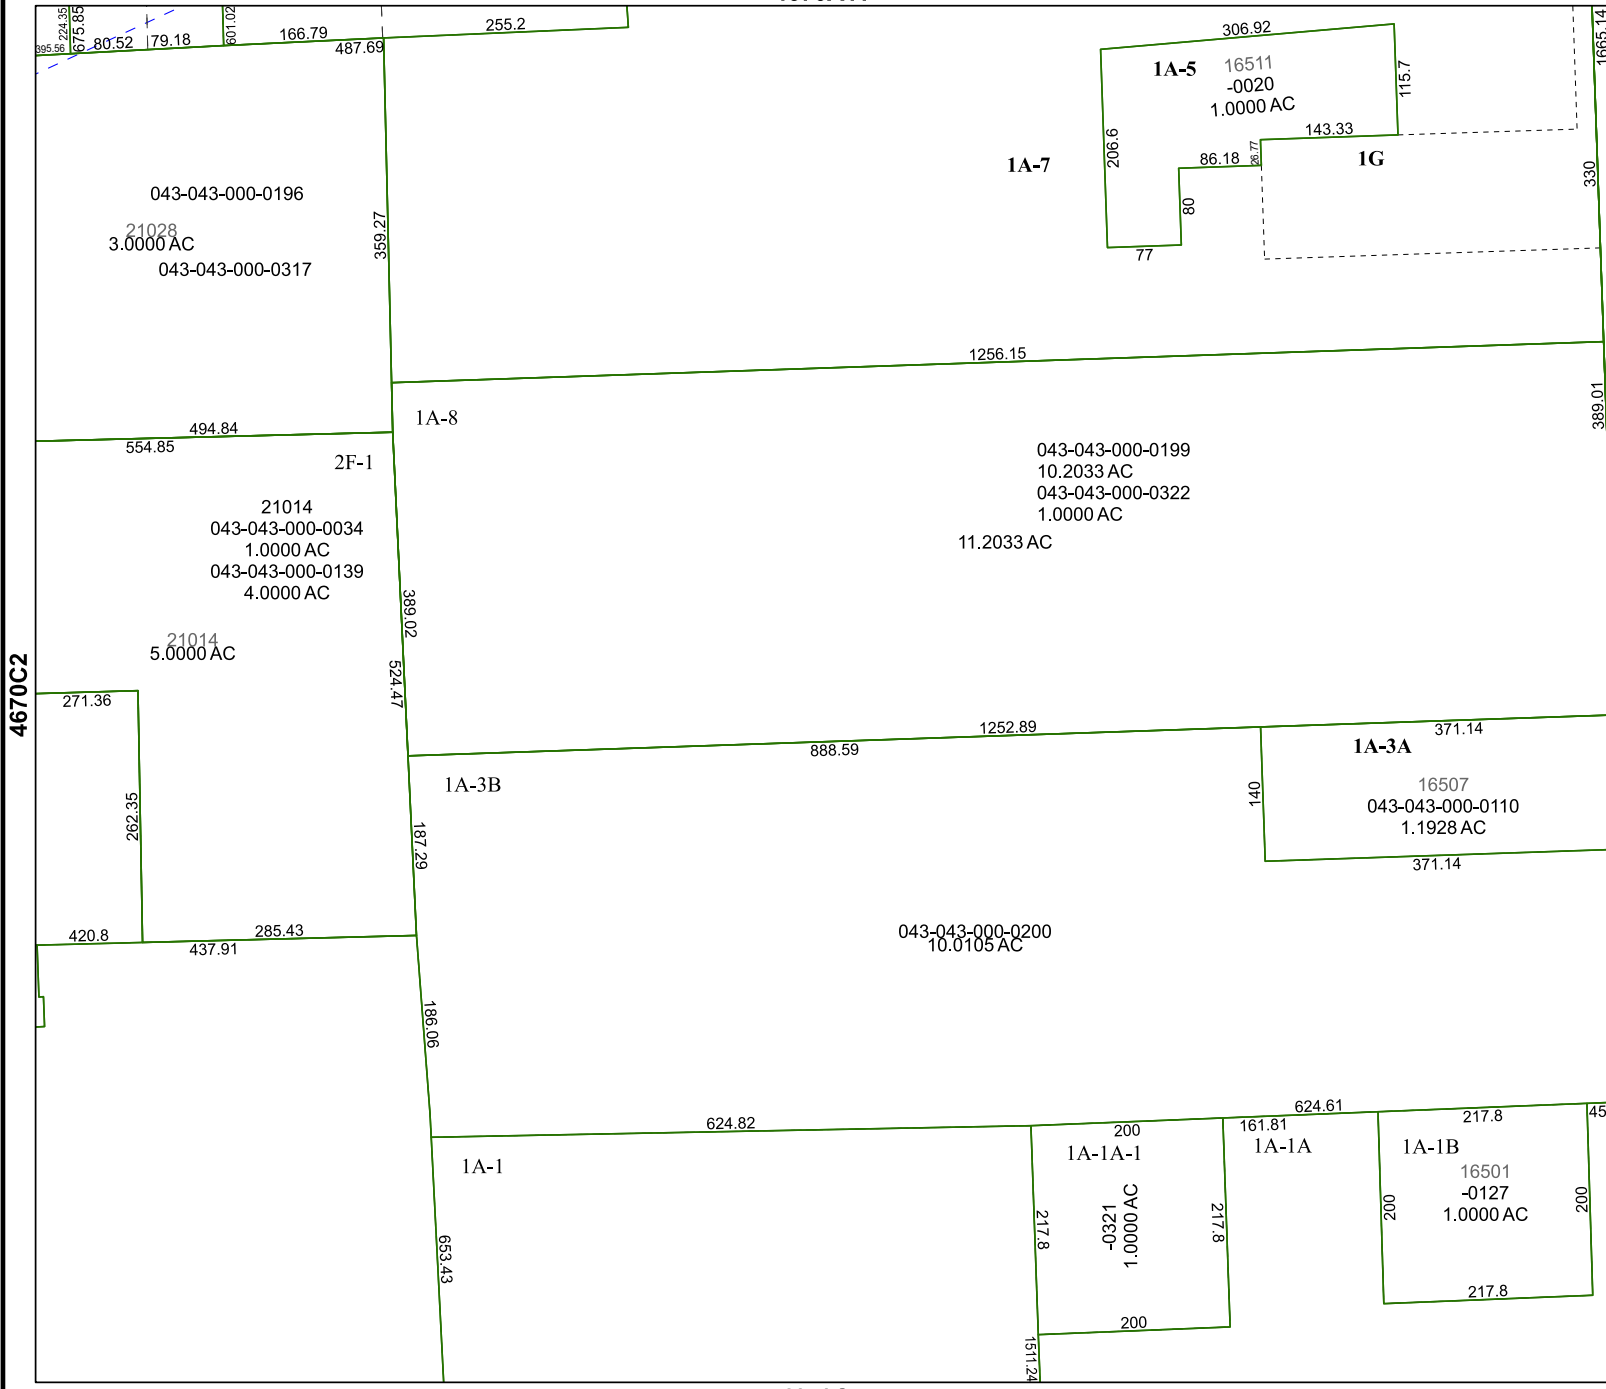 395.56
224.35
675.85
80.52
79.18
601.02
166.79
487.69
255.2
306.92
1665.14
1A-5
16511
-0020
1.0000 AC
115.7
206.6
143.33
26.77
86.18
1G
1A-7
80
77
330
043-043-000-0196
21028
3.0000 AC
043-043-000-0317
359.27
1256.15
389.01
1A-8
494.84
554.85
2F-1
043-043-000-0199
10.2033 AC
043-043-000-0322
1.0000 AC
11.2033 AC
21014
043-043-000-0034
1.0000 AC
043-043-000-0139
4.0000 AC
21014
5.0000 AC
389.02
524.47
4670C2
271.36
262.35
1252.89
888.59
371.14
1A-3A
1A-3B
16507
043-043-000-0110
1.1928 AC
140
371.14
187.29
420.8
285.43
437.91
043-043-000-0200
10.0105 AC
186.06
624.82
200
624.61
161.81
217.8
45
1A-1
1A-1A-1
1A-1A
1A-1B
16501
-0127
1.0000 AC
-0321
1.0000 AC
217.8
217.8
200
200
653.43
217.8
200
1511.24